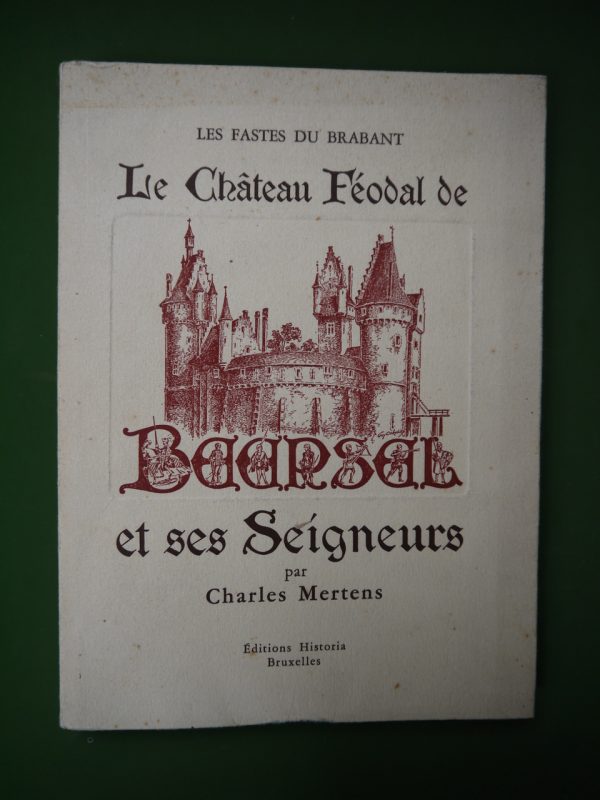 LES FASTES DU BRABANT
Le Château Féodal de
BEERSEL
et ses Seigneurs
par
Charles Mertens
Éditions Historia
Bruxelles